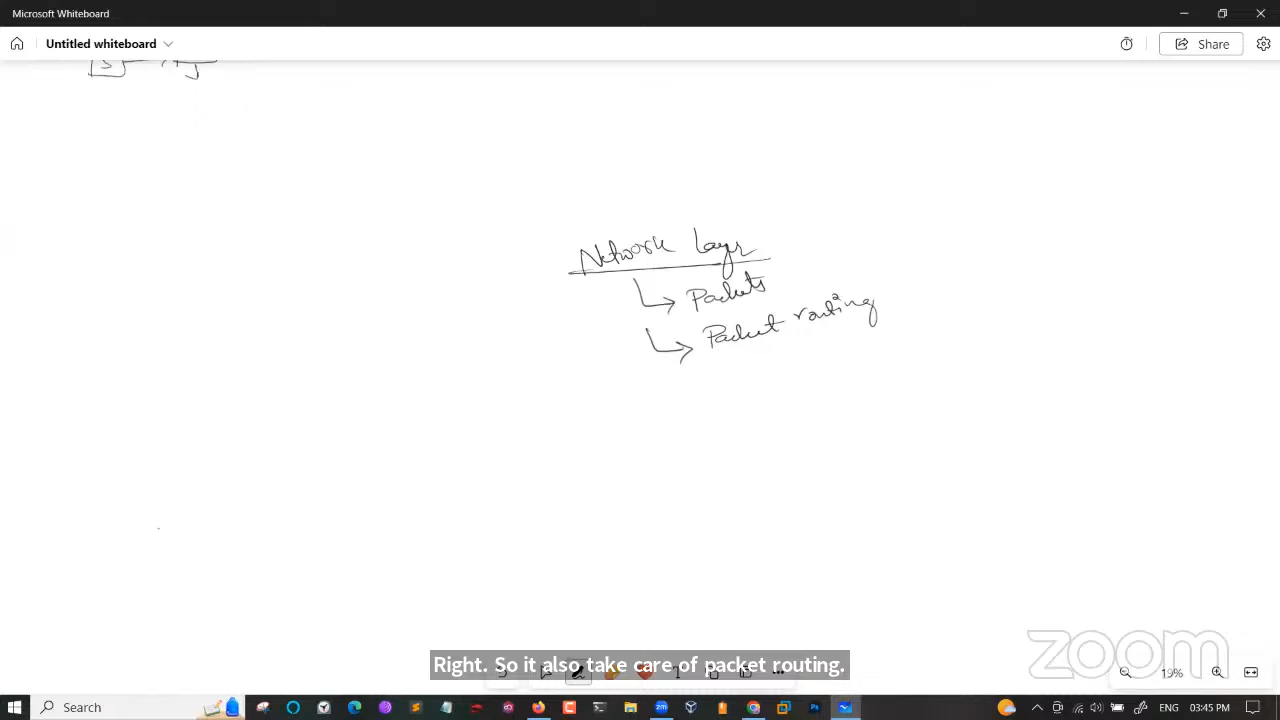 Microsoft Whiteboard
Untitled whiteboard
Share
Network Layer
Packets
Packet routing
Right. So it also take care of packet routing.
zoom
19%
Search
ENG
03:45 PM